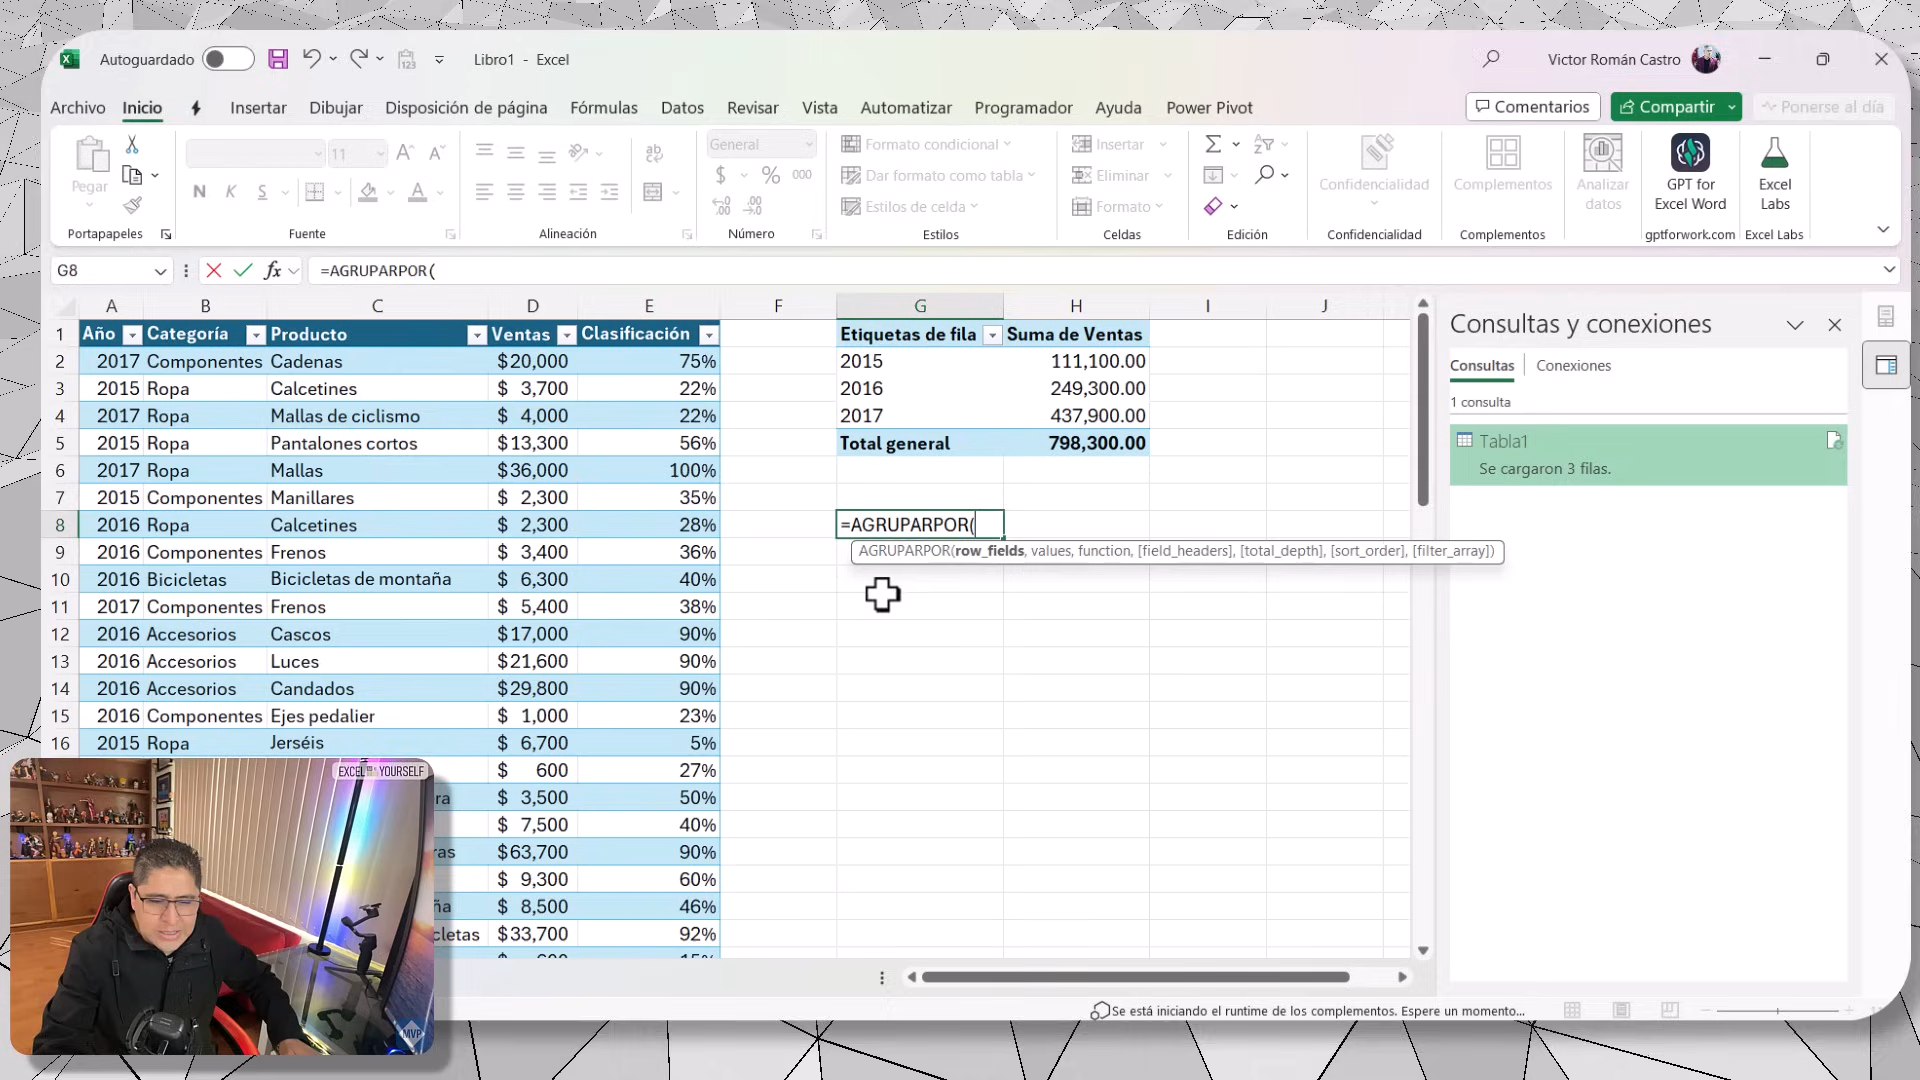 Autoguardado
Libro1 - Excel
Victor Román Castro
Archivo Inicio Insertar Dibujar Disposición de página Fórmulas Datos Revisar Vista Automatizar Programador Ayuda Power Pivot
Comentarios
Compartir
Ponerse al día
Pegar
11
N K S
General
$ % 000
Formato condicional
Dar formato como tabla
Estilos de celda
Insertar
Eliminar
Formato
Confidencialidad
Complementos
Analizar
datos
GPT for
Excel Word
Excel
Labs
Portapapeles Fuente Alineación Número Estilos Celdas Edición Confidencialidad Complementos gptforwork.com Excel Labs
G8 fx =AGRUPARPOR(
A B C D E F G H I J
1 Año Categoría Producto Ventas Clasificación Etiquetas de fila Suma de Ventas
2 2017 Componentes Cadenas $20,000 75% 2015 111,100.00
3 2015 Ropa Calcetines $ 3,700 22% 2016 249,300.00
4 2017 Ropa Mallas de ciclismo $ 4,000 22% 2017 437,900.00
5 2015 Ropa Pantalones cortos $13,300 56% Total general 798,300.00
6 2017 Ropa Mallas $36,000 100%
7 2015 Componentes Manillares $ 2,300 35%
8 2016 Ropa Calcetines $ 2,300 28% =AGRUPARPOR(
AGRUPARPOR(row_fields, values, function, [field_headers], [total_depth], [sort_order], [filter_array])
9 2016 Componentes Frenos $ 3,400 36%
10 2016 Bicicletas Bicicletas de montaña $ 6,300 40%
11 2017 Componentes Frenos $ 5,400 38%
12 2016 Accesorios Cascos $17,000 90%
13 2016 Accesorios Luces $21,600 90%
14 2016 Accesorios Candados $29,800 90%
15 2016 Componentes Ejes pedalier $ 1,000 23%
16 2015 Ropa Jerséis $ 6,700 5%
$ 600 27%
ra $ 3,500 50%
$ 7,500 40%
ras $63,700 90%
$ 9,300 60%
ña $ 8,500 46%
cletas $33,700 92%
Consultas y conexiones
Consultas Conexiones
1 consulta
Tabla1
Se cargaron 3 filas.
EXCEL YOURSELF
MVP
Se está iniciando el runtime de los complementos. Espere un momento...